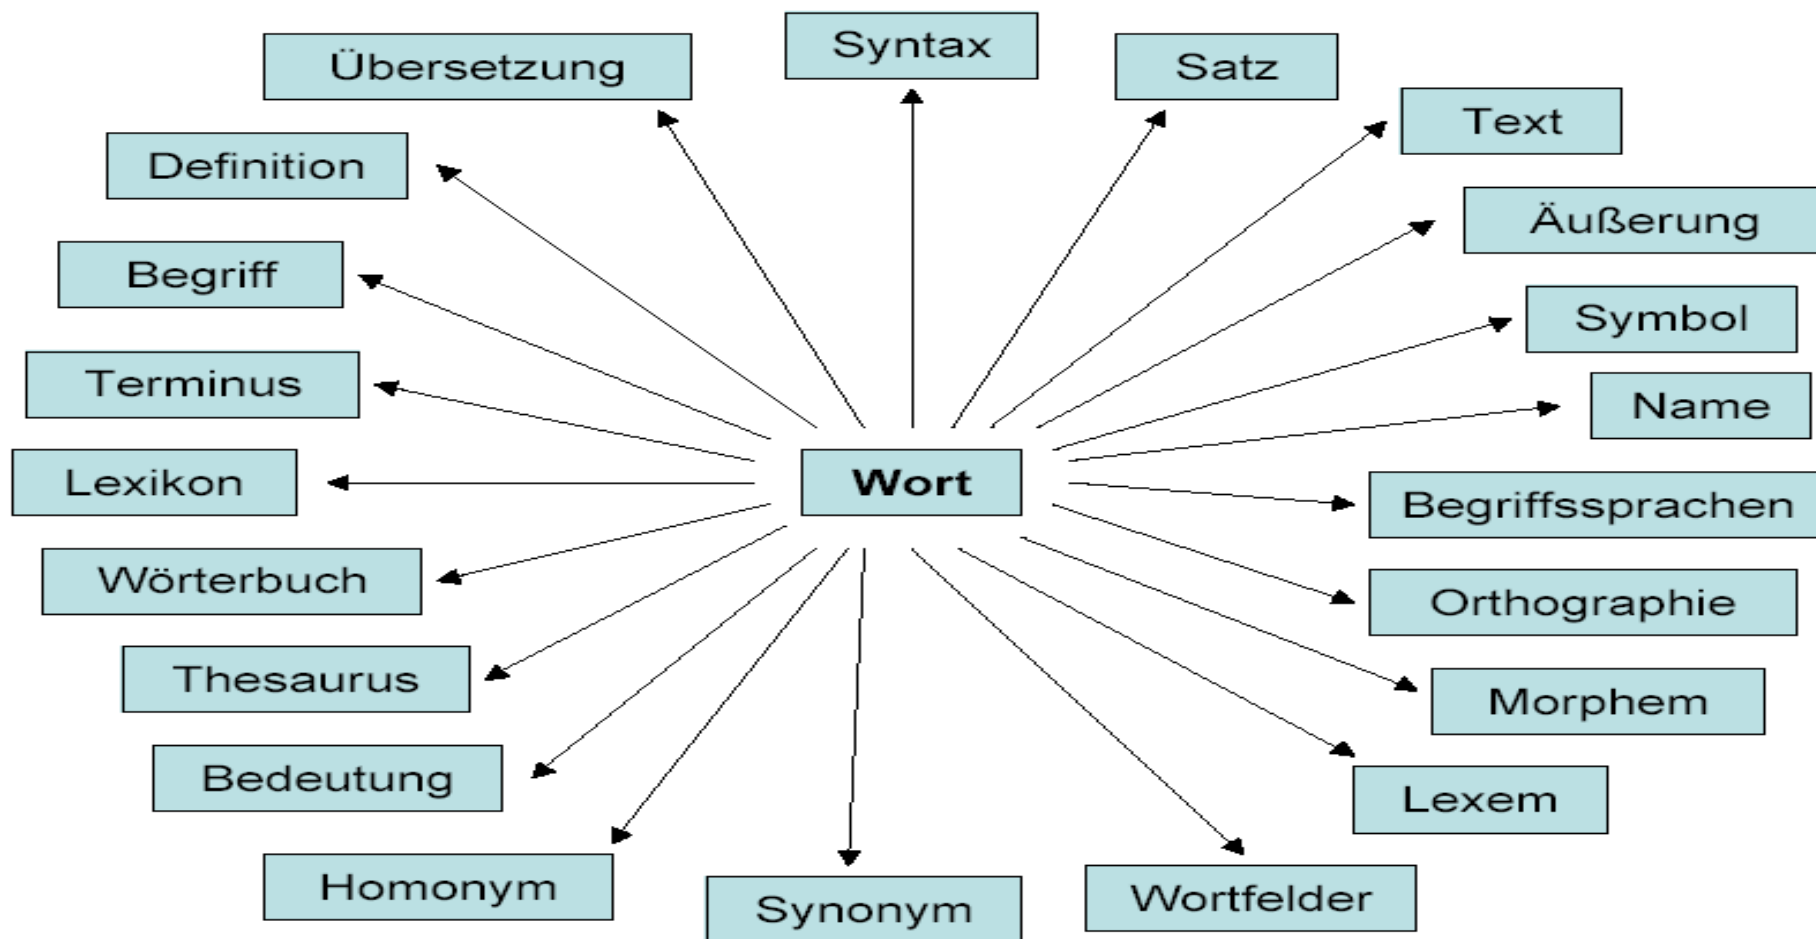 Syntax
Übersetzung
Satz
Text
Definition
Äußerung
Begriff
Symbol
Terminus
Name
Lexikon
Wort
Begriffssprachen
Wörterbuch
Orthographie
Thesaurus
Morphem
Bedeutung
Lexem
Homonym
Wortfelder
Synonym